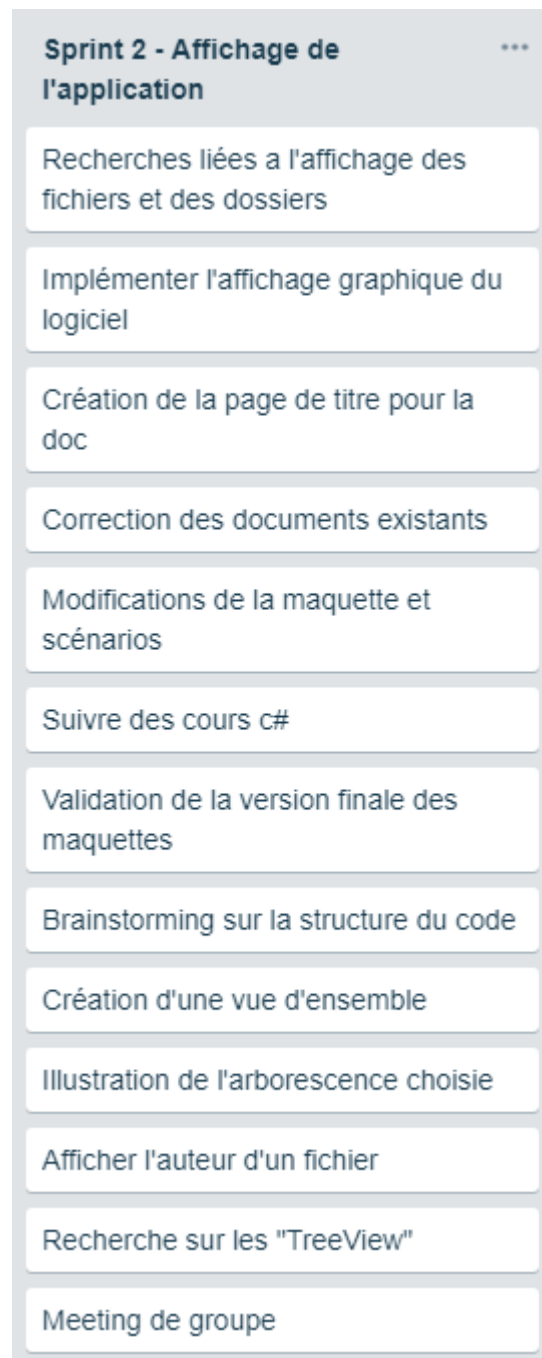 Sprint 2 - Affichage de
l'application
Recherches liées a l'affichage des
fichiers et des dossiers
Implémenter l'affichage graphique du
logiciel
Création de la page de titre pour la
doc
Correction des documents existants
Modifications de la maquette et
scénarios
Suivre des cours c#
Validation de la version finale des
maquettes
Brainstorming sur la structure du code
Création d'une vue d'ensemble
Illustration de l'arborescence choisie
Afficher l'auteur d'un fichier
Recherche sur les "TreeView"
Meeting de groupe